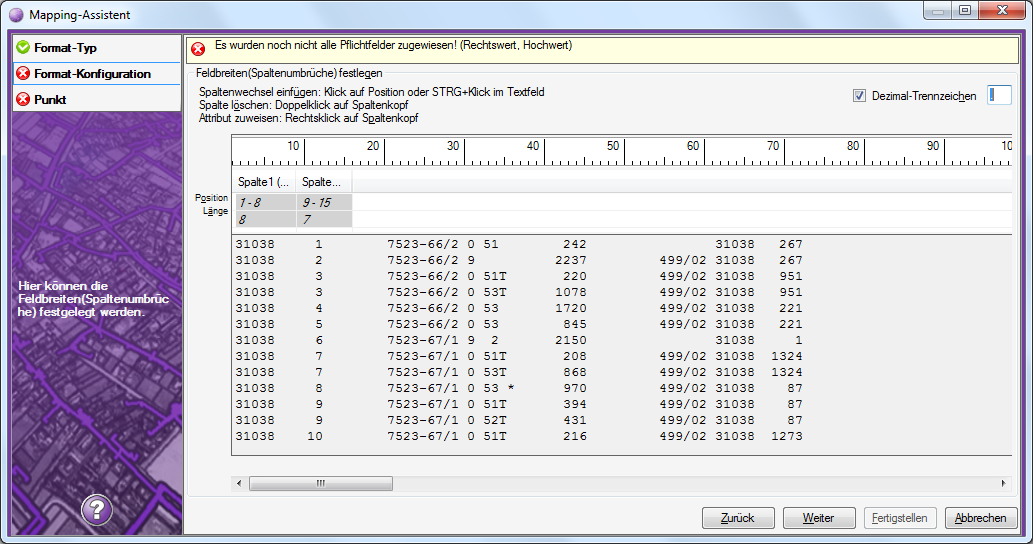 Mapping-Assistent
Format-Typ
Format-Konfiguration
Punkt
Hier können die
Feldbreiten(Spaltenumbrüc
he) festgelegt werden.
?
Es wurden noch nicht alle Pflichtfelder zugewiesen! (Rechtswert, Hochwert)
Feldbreiten(Spaltenumbrüche) festlegen
Spaltenwechsel einfügen: Klick auf Position oder STRG+Klick im Textfeld
Spalte löschen: Doppelklick auf Spaltenkopf
Attribut zuweisen: Rechtsklick auf Spaltenkopf
Dezimal-Trennzeichen
10 20 30 40 50 60 70 80 90 10
Spalte1 (... Spalte...
Position 1 - 8 9 - 15
Länge 8 7
31038 1 7523-66/2 0 51 242 31038 267
31038 2 7523-66/2 9 2237 499/02 31038 267
31038 3 7523-66/2 0 51T 220 499/02 31038 951
31038 3 7523-66/2 0 53T 1078 499/02 31038 951
31038 4 7523-66/2 0 53 1720 499/02 31038 221
31038 5 7523-66/2 0 53 845 499/02 31038 221
31038 6 7523-67/1 9 2 2150 31038 1
31038 7 7523-67/1 0 51T 208 499/02 31038 1324
31038 7 7523-67/1 0 53T 868 499/02 31038 1324
31038 8 7523-67/1 0 53 * 970 499/02 31038 87
31038 9 7523-67/1 0 51T 394 499/02 31038 87
31038 9 7523-67/1 0 52T 431 499/02 31038 87
31038 10 7523-67/1 0 51T 216 499/02 31038 1273
Zurück Weiter Fertigstellen Abbrechen